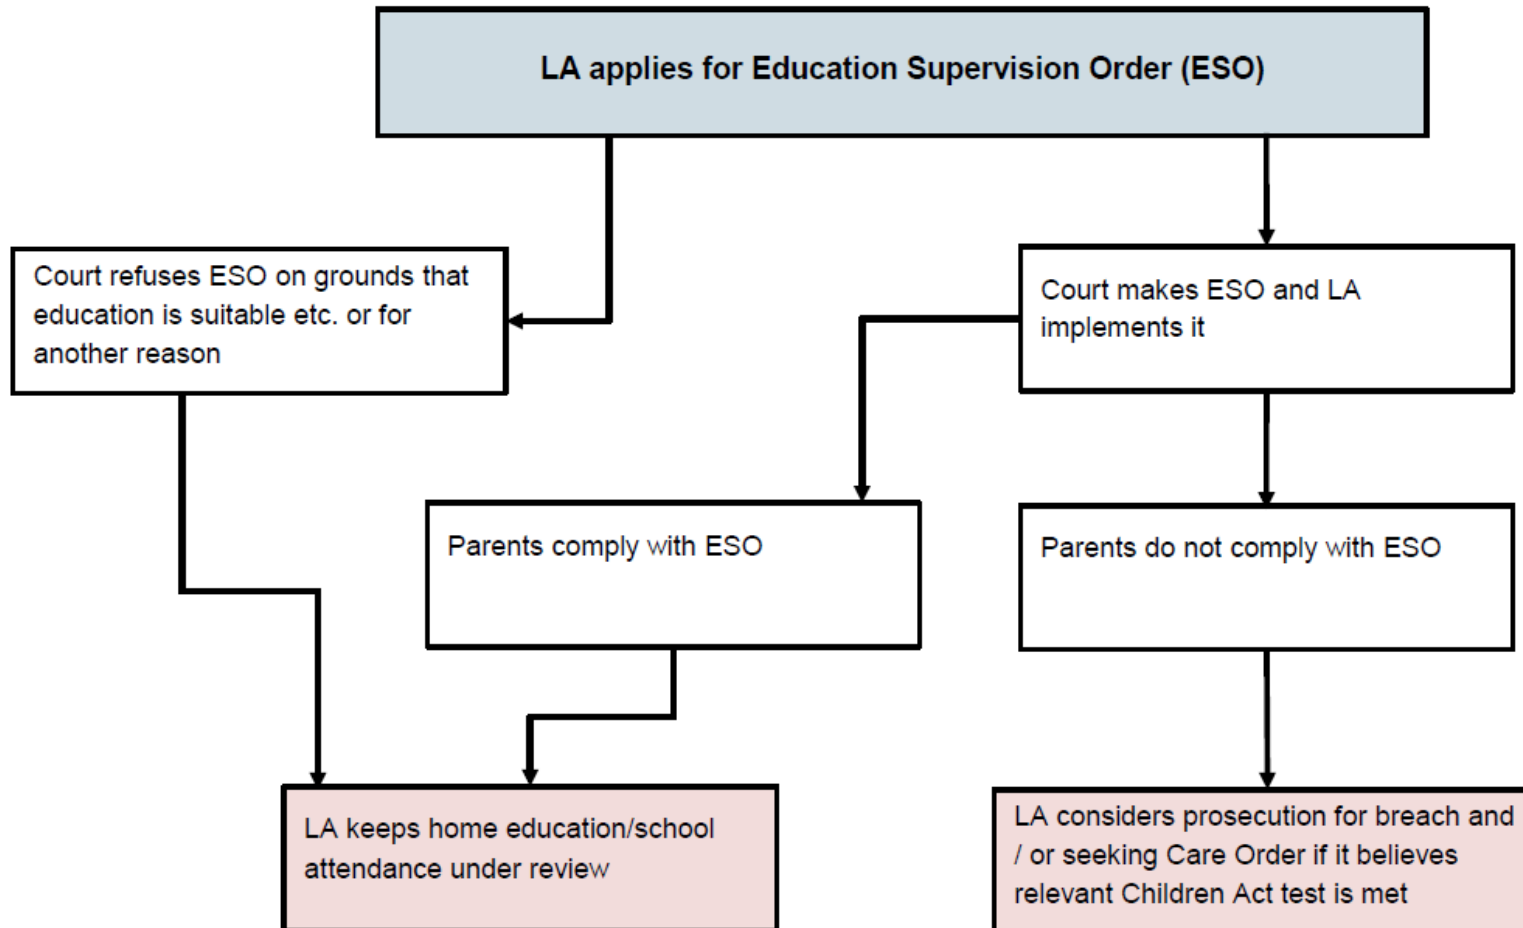 LA applies for Education Supervision Order (ESO)
Court refuses ESO on grounds that
education is suitable etc. or for
another reason
Court makes ESO and LA
implements it
Parents comply with ESO
Parents do not comply with ESO
LA keeps home education/school
attendance under review
LA considers prosecution for breach and
/ or seeking Care Order if it believes
relevant Children Act test is met